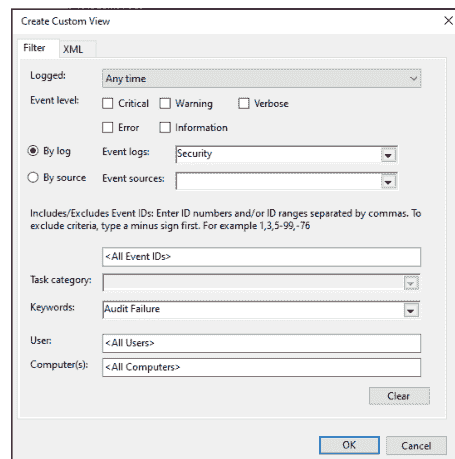 Create Custom View
Filter XML
Logged: Any time
Event level: Critical Warning Verbose
Error Information
By log Event logs: Security
By source Event sources:
Includes/Excludes Event IDs: Enter ID numbers and/or ID ranges separated by commas. To
exclude criteria, type a minus sign first. For example 1,3,5-99,-76
<All Event IDs>
Task category:
Keywords: Audit Failure
User: <All Users>
Computer(s): <All Computers>
Clear
OK Cancel